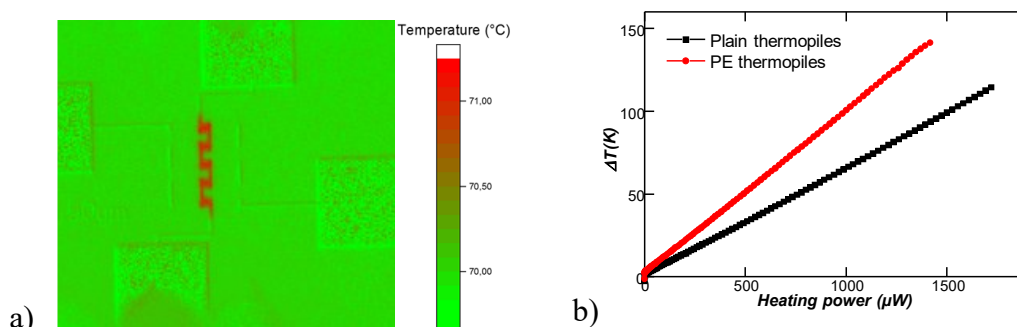 Temperature (°C)
71,00
70,50
70,00
a)
150
100
50
0
ΔT(K)
Plain thermopiles
PE thermopiles
0 500 1000 1500
Heating power (µW)
b)